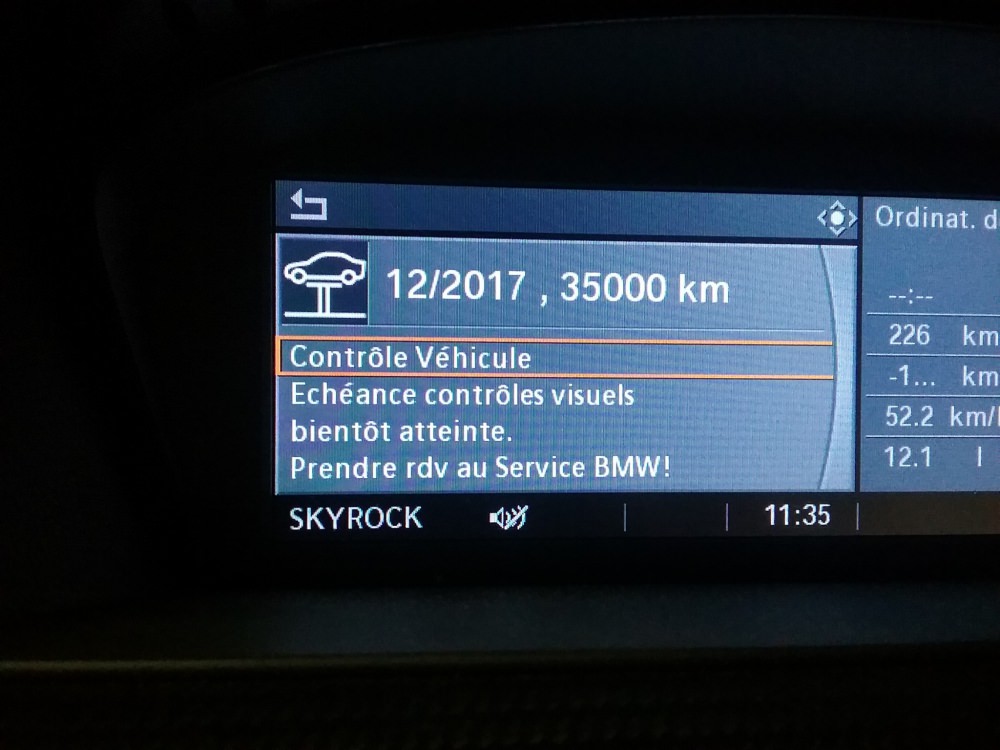 12/2017 , 35000 km
Contrôle Véhicule
Echéance contrôles visuels
bientôt atteinte.
Prendre rdv au Service BMW!
SKYROCK
11:35
Ordinat. d
--:--
226 km
-1... km
52.2 km/
12.1 l